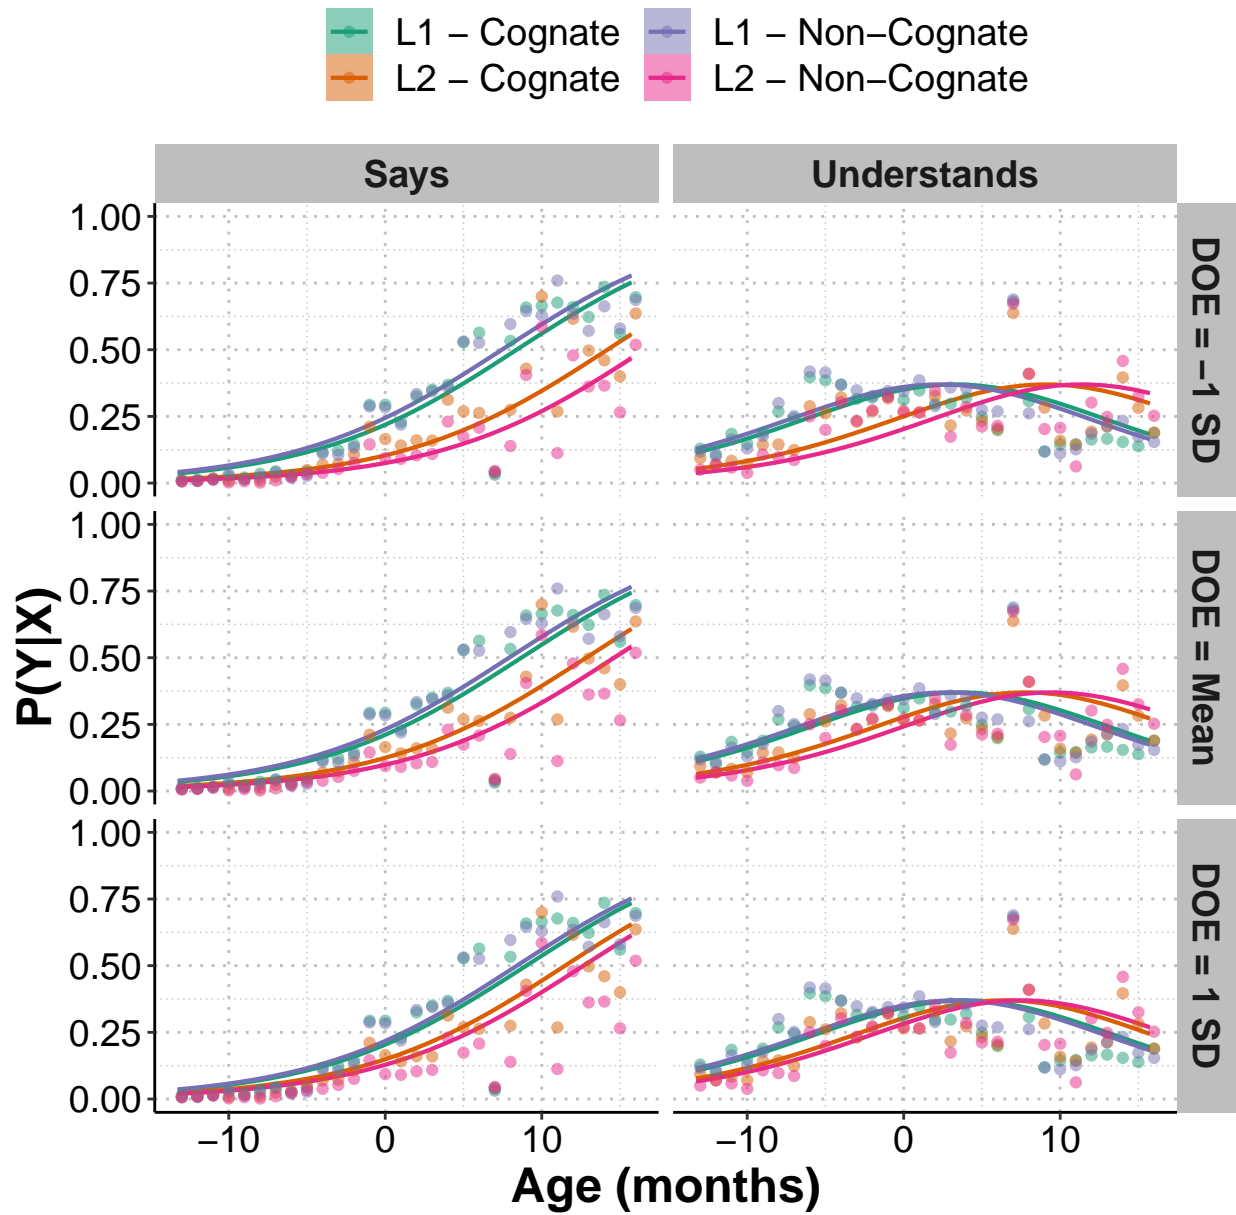 L1 − Cognate
L1 − Non−Cognate
L2 − Cognate
L2 − Non−Cognate
Says
Understands
1.00
0.75
0.50
0.25
0.00
DOE = −1 SD
1.00
0.75
0.50
0.25
0.00
DOE = Mean
1.00
0.75
0.50
0.25
0.00
DOE = 1 SD
P(Y|X)
−10 0 10
−10 0 10
Age (months)